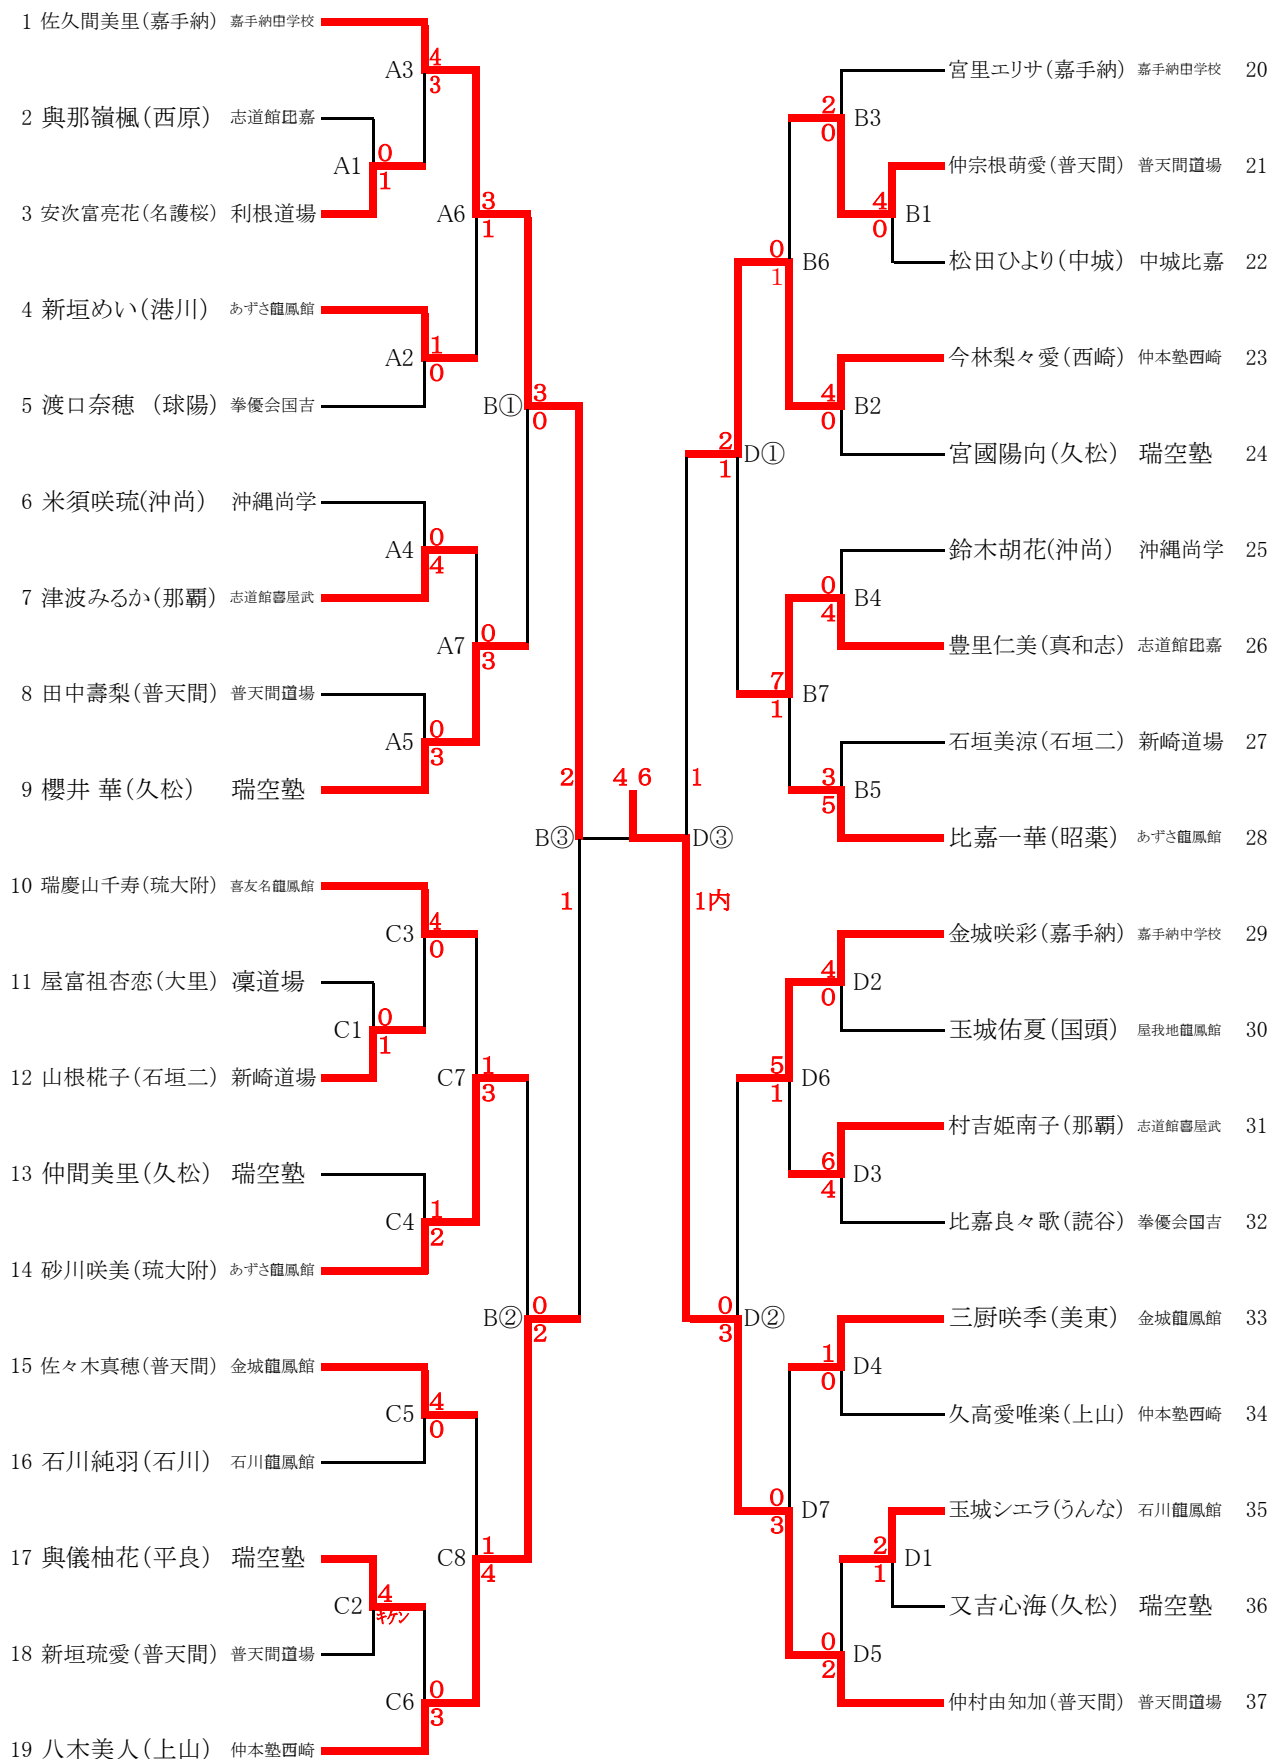 1 佐久間美里(嘉手納) 嘉手納中学校
2 與那嶺楓(西原) 志道館比嘉
3 安次富亮花(名護桜) 利根道場
4 新垣めい(港川) あずさ龍鳳館
5 渡口奈穂 (球陽) 拳優会国吉
6 米須咲琉(沖尚) 沖縄尚学
7 津波みるか(那覇) 志道館喜屋武
8 田中壽梨(普天間) 普天間道場
9 櫻井 華(久松) 瑞空塾
10 瑞慶山千寿(琉大附) 喜友名龍鳳館
11 屋富祖杏恋(大里) 凜道場
12 山根椛子(石垣二) 新崎道場
13 仲間美里(久松) 瑞空塾
14 砂川咲美(琉大附) あずさ龍鳳館
15 佐々木真穂(普天間) 金城龍鳳館
16 石川純羽(石川) 石川龍鳳館
17 與儀柚花(平良) 瑞空塾
18 新垣琉愛(普天間) 普天間道場
19 八木美人(上山) 仲本塾西崎
A3
4
3
A1
0
1
A6
3
1
A2
1
0
B①
3
0
A4
0
4
A7
0
3
A5
0
3
2
B③
1
C3
4
0
C1
0
1
C7
1
3
C4
1
2
B②
0
2
C5
4
0
C8
1
4
C2
4
キケン
C6
0
3
4 6
1
D③
1内
2
0
B3
4
0
B1
0
1
B6
4
0
B2
2
1
D①
0
4
B4
7
1
B7
3
5
B5
4
0
D2
5
1
D6
6
4
D3
0
3
D②
1
0
D4
0
3
D7
2
1
D1
0
2
D5
宮里エリサ(嘉手納) 嘉手納中学校 20
仲宗根萌愛(普天間) 普天間道場 21
松田ひより(中城) 中城比嘉 22
今林梨々愛(西崎) 仲本塾西崎 23
宮國陽向(久松) 瑞空塾 24
鈴木胡花(沖尚) 沖縄尚学 25
豊里仁美(真和志) 志道館比嘉 26
石垣美涼(石垣二) 新崎道場 27
比嘉一華(昭薬) あずさ龍鳳館 28
金城咲彩(嘉手納) 嘉手納中学校 29
玉城佑夏(国頭) 屋我地龍鳳館 30
村吉姫南子(那覇) 志道館喜屋武 31
比嘉良々歌(読谷) 拳優会国吉 32
三厨咲季(美東) 金城龍鳳館 33
久高愛唯楽(上山) 仲本塾西崎 34
玉城シエラ(うんな) 石川龍鳳館 35
又吉心海(久松) 瑞空塾 36
仲村由知加(普天間) 普天間道場 37